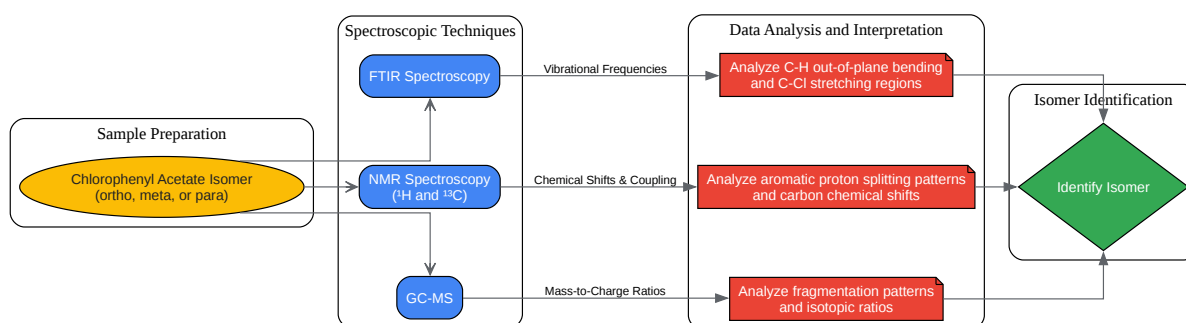 Sample Preparation
Chlorophenyl Acetate Isomer
(ortho, meta, or para)
Spectroscopic Techniques
FTIR Spectroscopy
NMR Spectroscopy
(¹H and ¹³C)
GC-MS
Vibrational Frequencies
Chemical Shifts & Coupling
Mass-to-Charge Ratios
Data Analysis and Interpretation
Analyze C-H out-of-plane bending
and C-Cl stretching regions
Analyze aromatic proton splitting patterns
and carbon chemical shifts
Analyze fragmentation patterns
and isotopic ratios
Isomer Identification
Identify Isomer